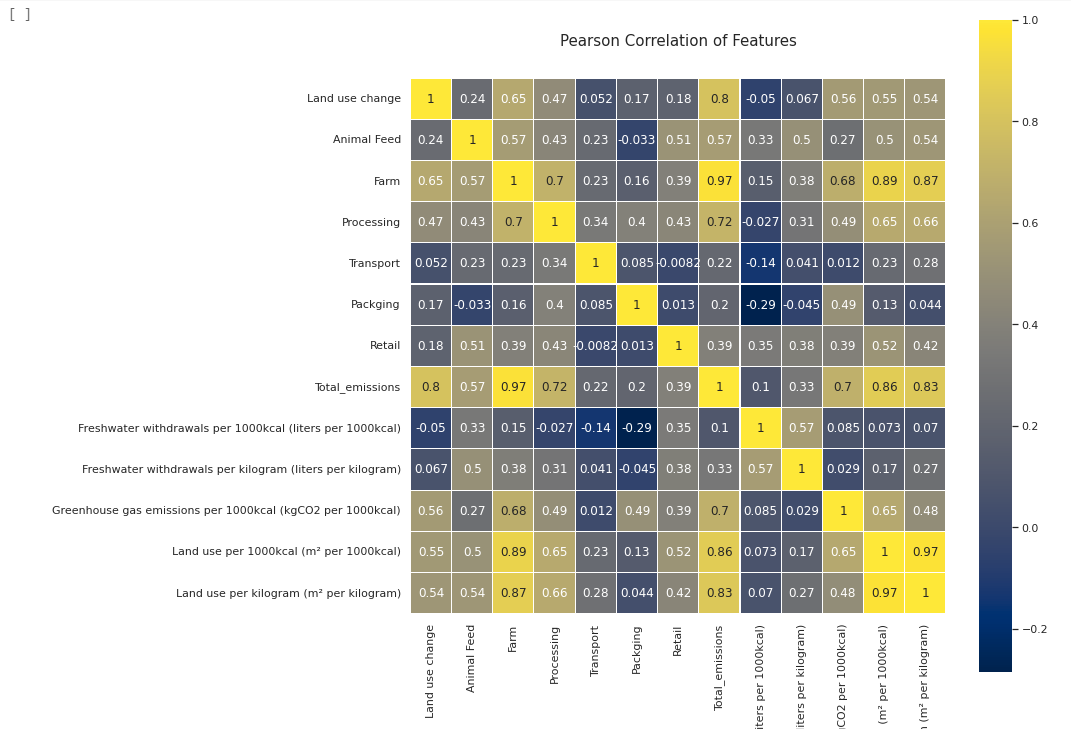 [ ]
Pearson Correlation of Features
1.0
0.8
0.6
0.4
0.2
0.0
−0.2
Land use change 1 0.24 0.65 0.47 0.052 0.17 0.18 0.8 -0.05 0.067 0.56 0.55 0.54
Animal Feed 0.24 1 0.57 0.43 0.23 -0.033 0.51 0.57 0.33 0.5 0.27 0.5 0.54
Farm 0.65 0.57 1 0.7 0.23 0.16 0.39 0.97 0.15 0.38 0.68 0.89 0.87
Processing 0.47 0.43 0.7 1 0.34 0.4 0.43 0.72 -0.027 0.31 0.49 0.65 0.66
Transport 0.052 0.23 0.23 0.34 1 0.085 -0.0082 0.22 -0.14 0.041 0.012 0.23 0.28
Packging 0.17 -0.033 0.16 0.4 0.085 1 0.013 0.2 -0.29 -0.045 0.49 0.13 0.044
Retail 0.18 0.51 0.39 0.43 -0.0082 0.013 1 0.39 0.35 0.38 0.39 0.52 0.42
Total_emissions 0.8 0.57 0.97 0.72 0.22 0.2 0.39 1 0.1 0.33 0.7 0.86 0.83
Freshwater withdrawals per 1000kcal (liters per 1000kcal) -0.05 0.33 0.15 -0.027 -0.14 -0.29 0.35 0.1 1 0.57 0.085 0.073 0.07
Freshwater withdrawals per kilogram (liters per kilogram) 0.067 0.5 0.38 0.31 0.041 -0.045 0.38 0.33 0.57 1 0.029 0.17 0.27
Greenhouse gas emissions per 1000kcal (kgCO2 per 1000kcal) 0.56 0.27 0.68 0.49 0.012 0.49 0.39 0.7 0.085 0.029 1 0.65 0.48
Land use per 1000kcal (m² per 1000kcal) 0.55 0.5 0.89 0.65 0.23 0.13 0.52 0.86 0.073 0.17 0.65 1 0.97
Land use per kilogram (m² per kilogram) 0.54 0.54 0.87 0.66 0.28 0.044 0.42 0.83 0.07 0.27 0.48 0.97 1
Land use change
Animal Feed
Farm
Processing
Transport
Packging
Retail
Total_emissions
per 1000kcal)
per kilogram)
per 1000kcal)
(m² per 1000kcal)
(m² per kilogram)